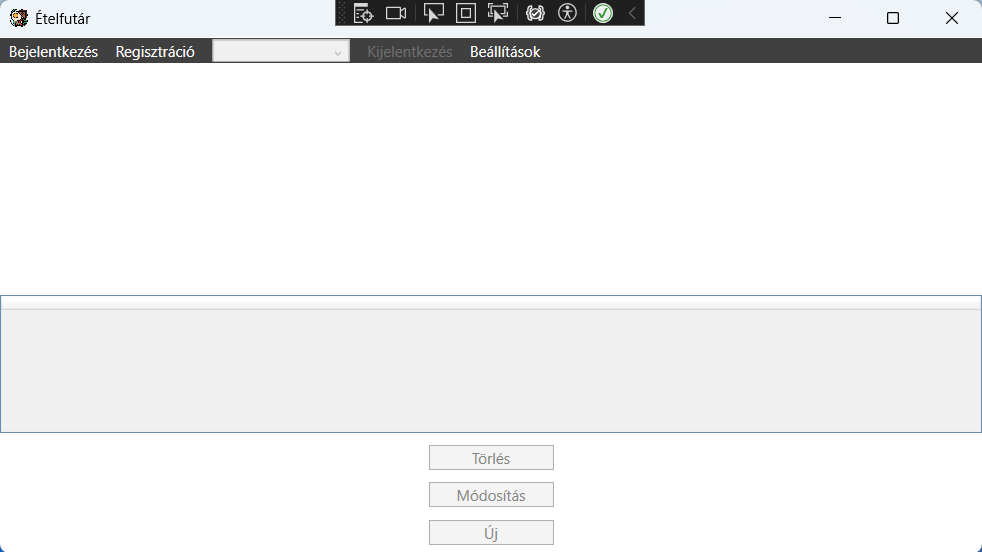 Ételfutár
Bejelentkezés Regisztráció Kijelentkezés Beállítások
Törlés
Módosítás
Új